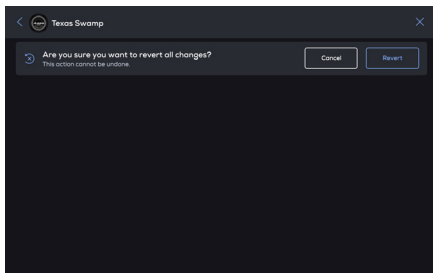 Texas Swamp
Are you sure you want to revert all changes?
This action cannot be undone.
Cancel
Revert